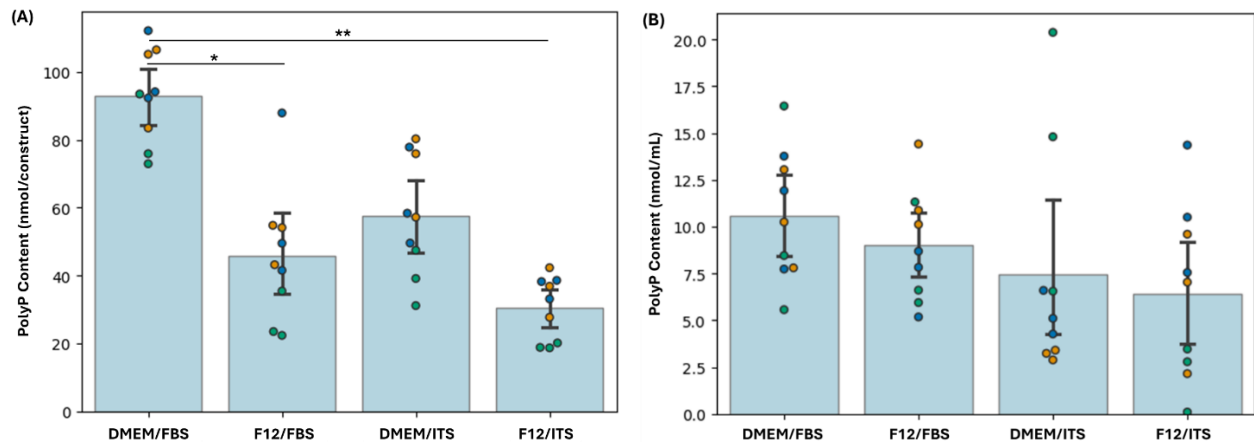 (A)
PolyP Content (nmol/construct)
100
80
60
40
20
0
**
*
DMEM/FBS
F12/FBS
DMEM/ITS
F12/ITS
(B)
PolyP Content (nmol/mL)
20.0
17.5
15.0
12.5
10.0
7.5
5.0
2.5
0.0
DMEM/FBS
F12/FBS
DMEM/ITS
F12/ITS